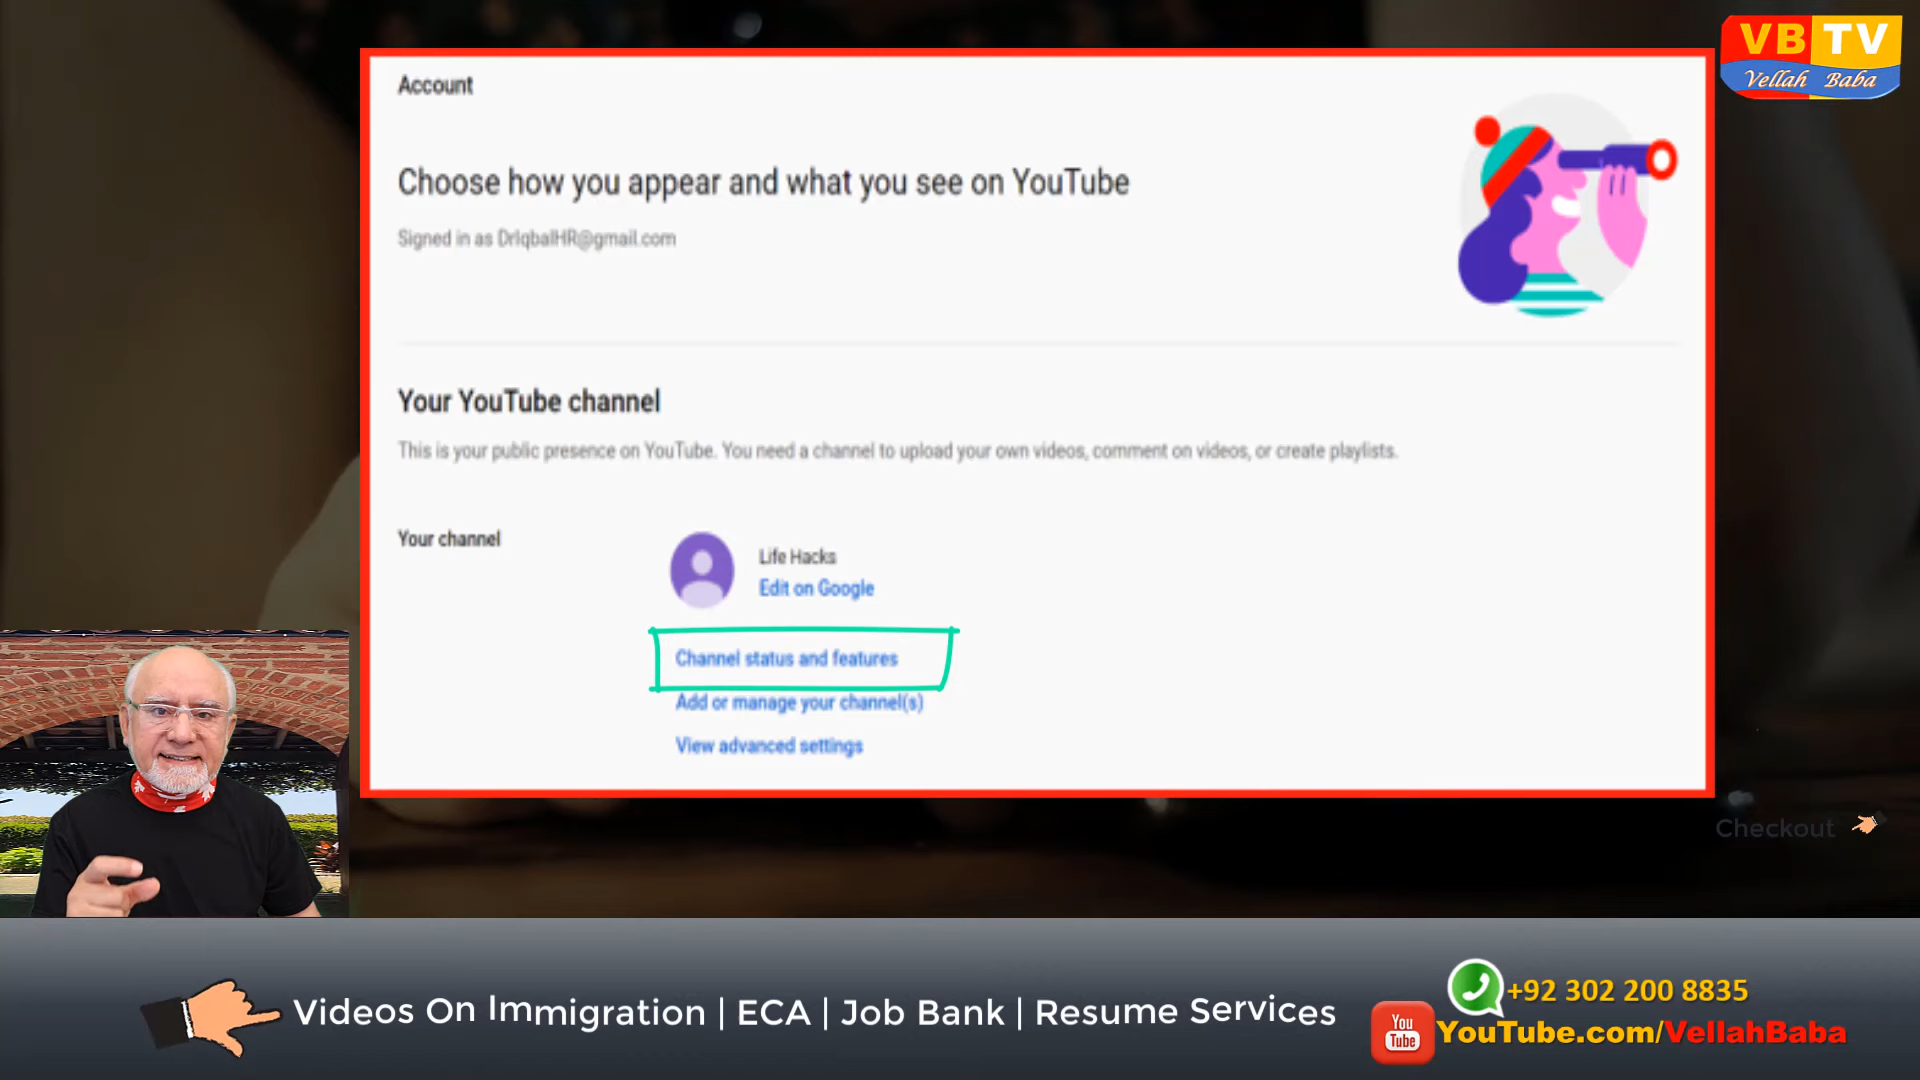 VB TV
Vellah Baba
Account
Choose how you appear and what you see on YouTube
Signed in as DrIqbalHR@gmail.com
Your YouTube channel
This is your public presence on YouTube. You need a channel to upload your own videos, comment on videos, or create playlists.
Your channel
Life Hacks
Edit on Google
Channel status and features
Add or manage your channel(s)
View advanced settings
Checkout
Videos On Immigration | ECA | Job Bank | Resume Services
+92 302 200 8835
You
Tube
YouTube.com/VellahBaba